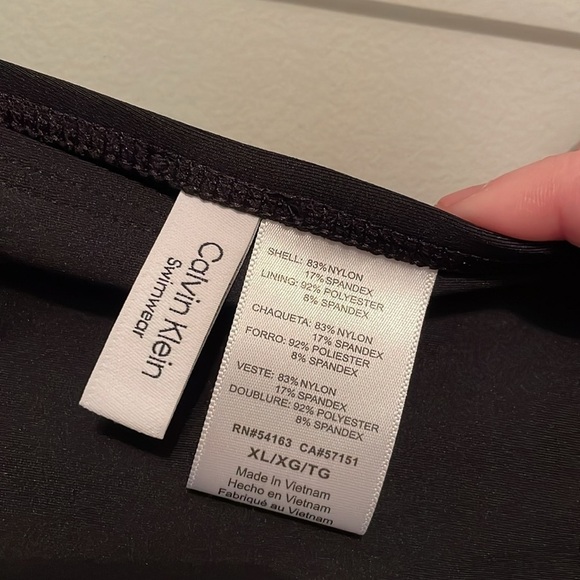 Calvin Klein
Swimwear
SHELL: 83%NYLON
17% SPANDEX
LINING: 92% POLYESTER
8% SPANDEX
CHAQUETA: 83%NYLON
17% SPANDEX
FORRO: 92% POLIESTER
8% SPANDEX
VESTE: 83%NYLON
17% SPANDEX
DOUBLURE: 92% POLYESTER
8% SPANDEX
RN#54163 CA#57151
XL/XG/TG
Made In Vietnam
Hecho en Vietnam
Fabriqué au Vietnam